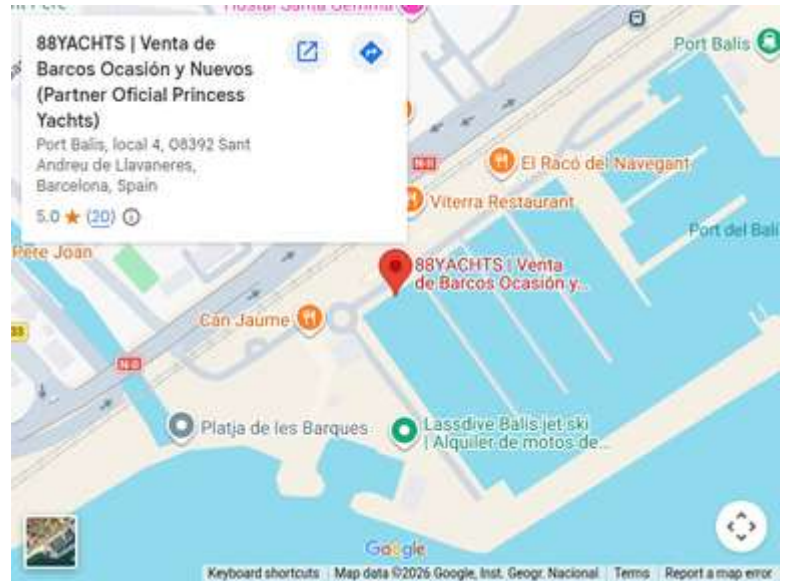 Hostal Santa Gemma
88YACHTS | Venta de
Barcos Ocasión y Nuevos
(Partner Oficial Princess
Yachts)
Port Balis, local 4, 08392 Sant
Andreu de Llavaneres,
Barcelona, Spain
5.0 ★ (20)
Port Balís
N-II
El Racó del Navegant
Viterra Restaurant
Port del Balí
Pere Joan
88YACHTS | Venta
de Barcos Ocasión y...
Can Jaume
N-II
Platja de les Barques
Lassdive Balis jet ski
| Alquiler de motos de...
Google
Keyboard shortcuts
Map data ©2026 Google, Inst. Geogr. Nacional
Terms
Report a map error